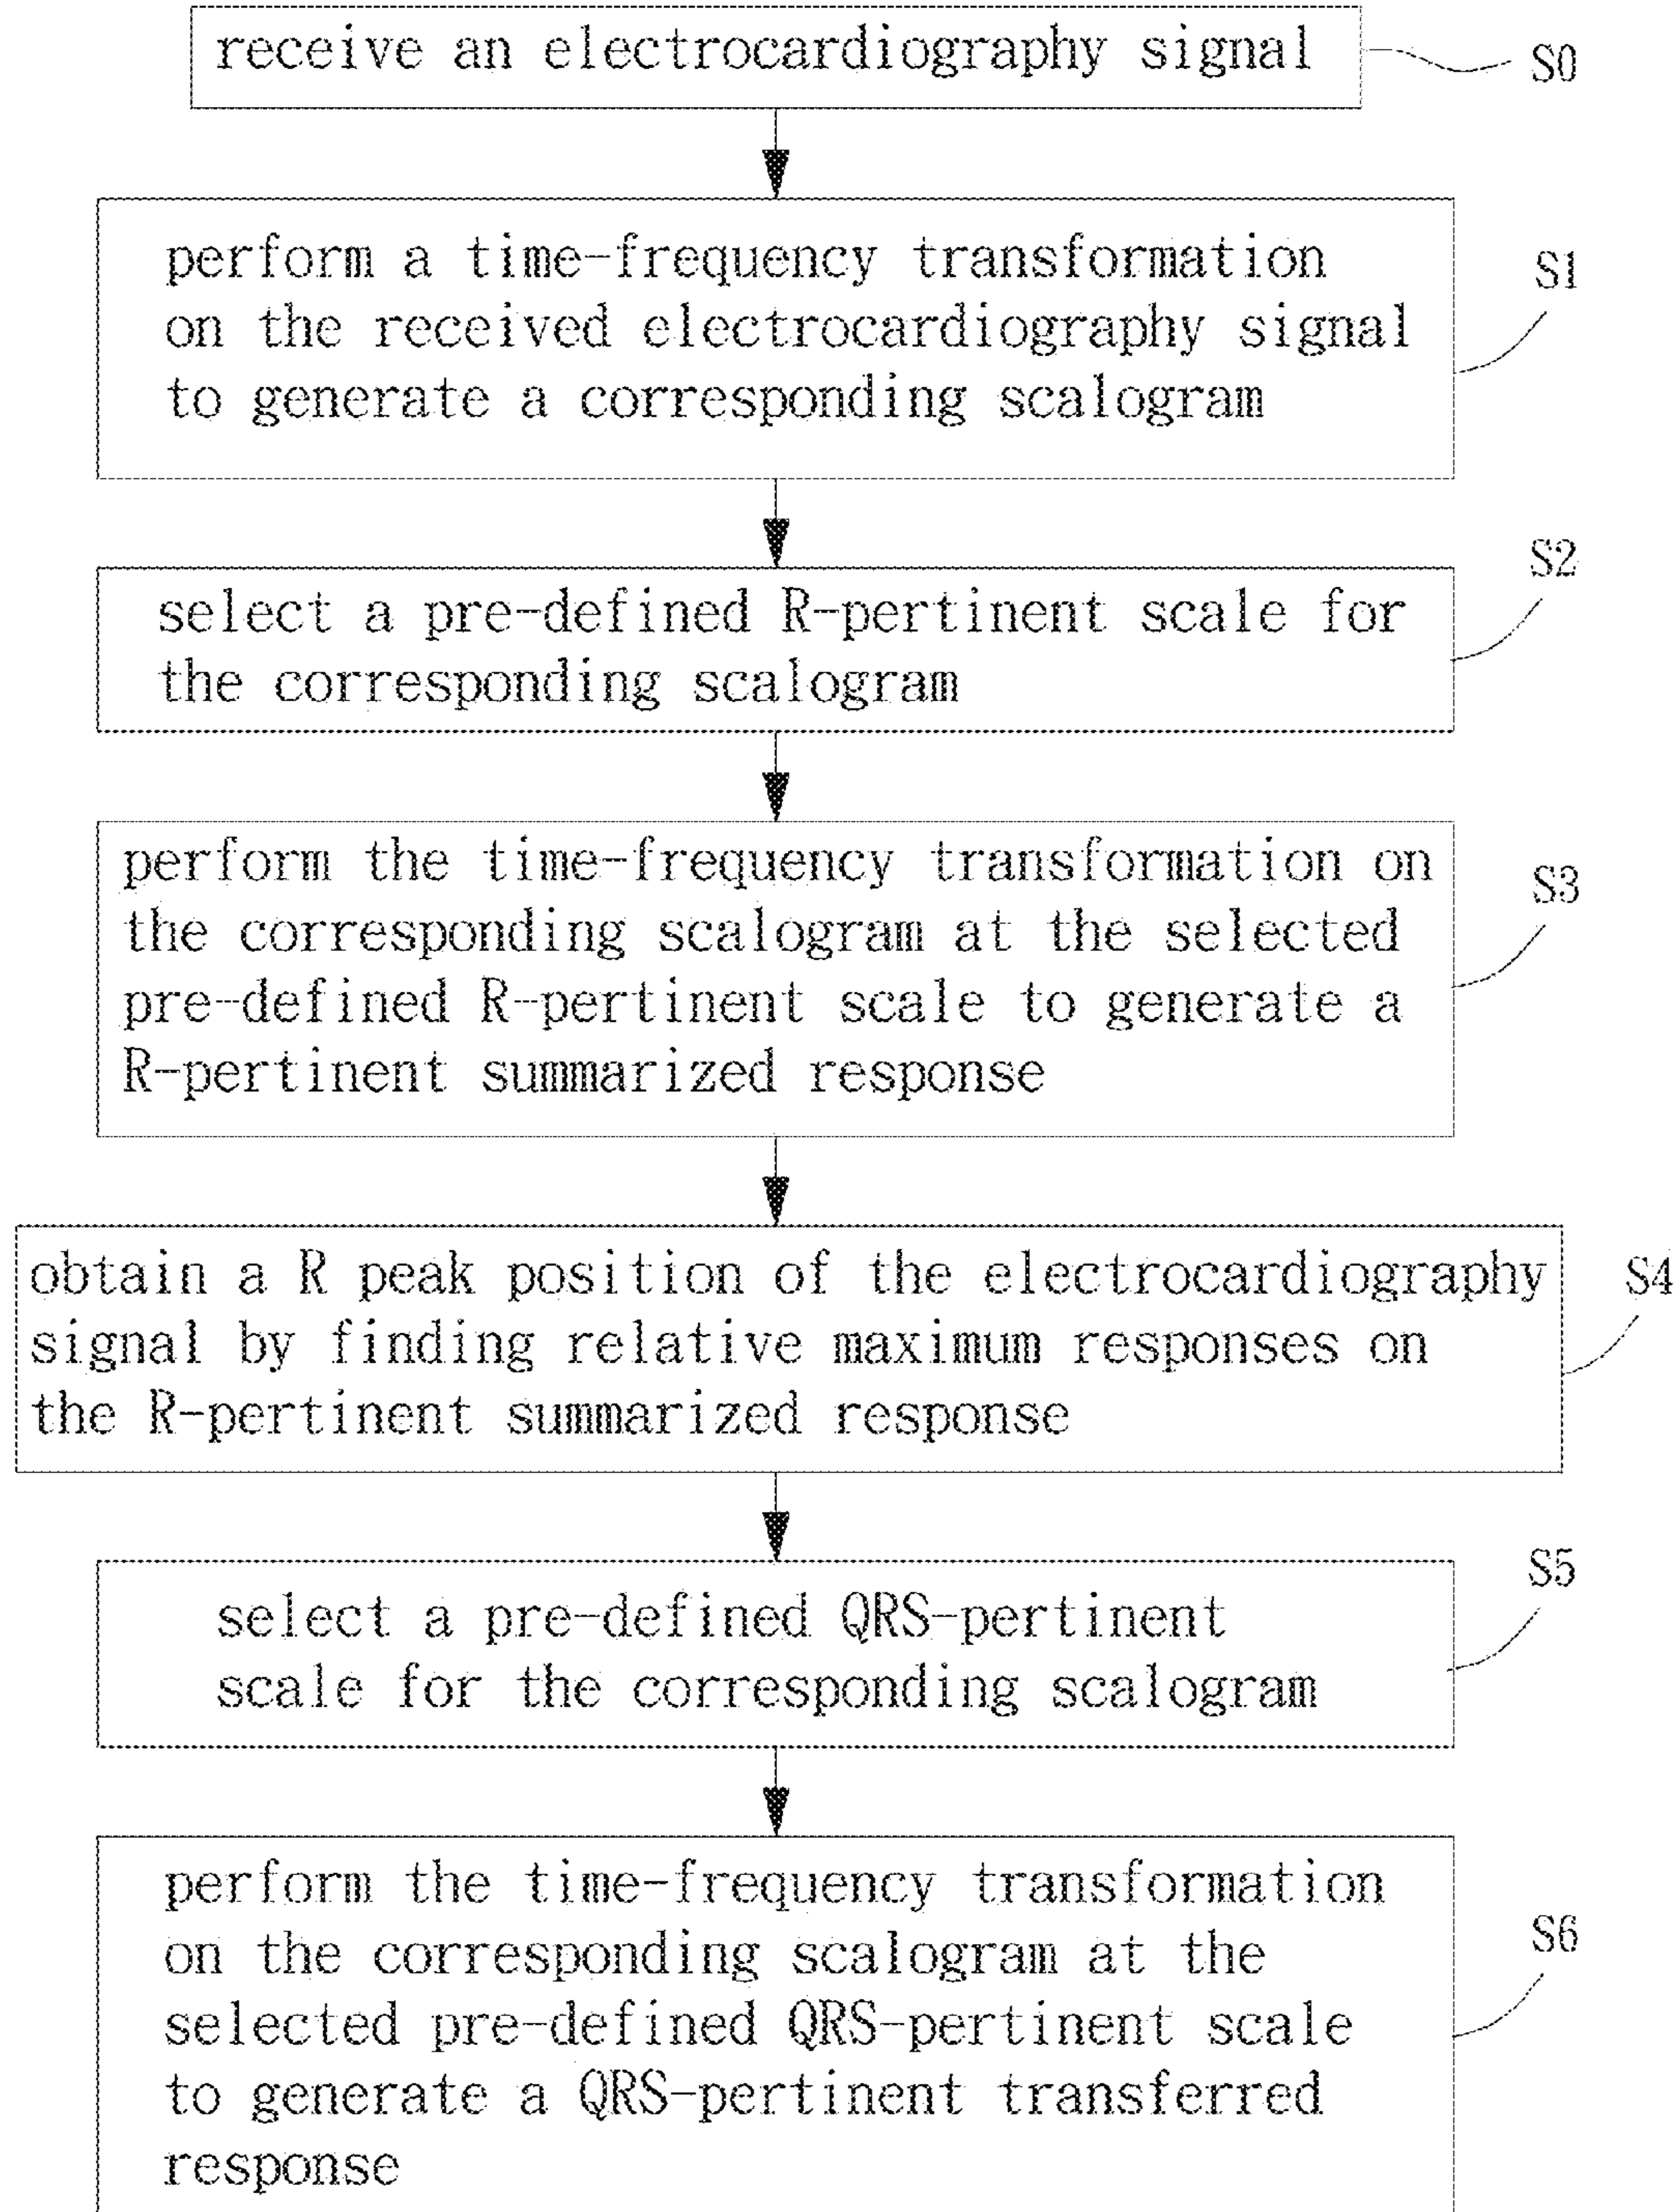 receive an electrocardiography signal
S0
perform a time-frequency transformation
on the received electrocardiography signal
to generate a corresponding scalogram
S1
select a pre-defined R-pertinent scale for
the corresponding scalogram
S2
perform the time-frequency transformation on
the corresponding scalogram at the selected
pre-defined R-pertinent scale to generate a
R-pertinent summarized response
S3
obtain a R peak position of the electrocardiography
signal by finding relative maximum responses on
the R-pertinent summarized response
S4
select a pre-defined QRS-pertinent
scale for the corresponding scalogram
S5
perform the time-frequency transformation
on the corresponding scalogram at the
selected pre-defined QRS-pertinent scale
to generate a QRS-pertinent transferred
response
S6